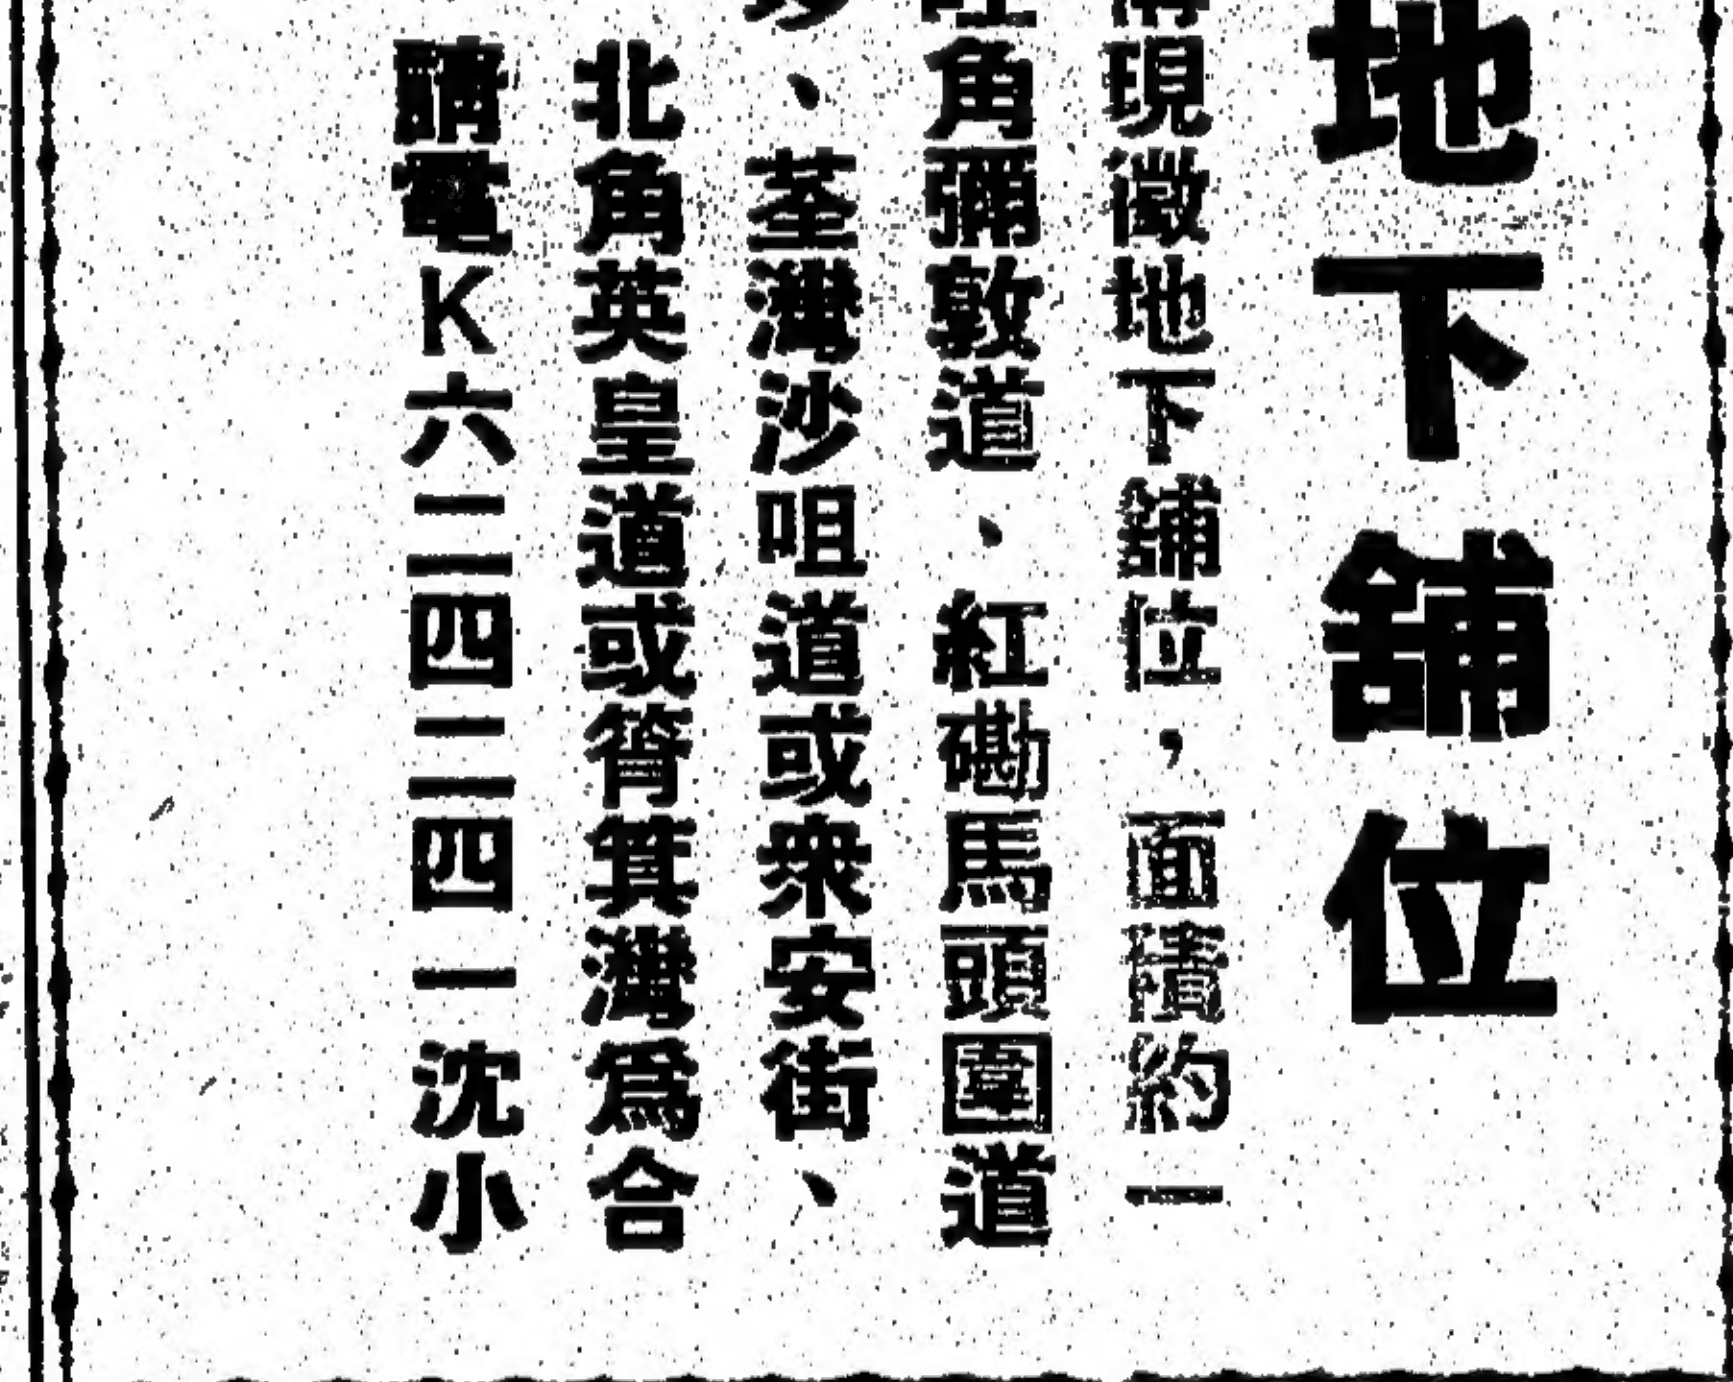 地下舖位
現徵地下舖位，面積約一
角彌敦道、紅磡馬頭圍道
、荃灣沙咀道或衆安街、
北角英皇道或筲箕灣為合
請電K六二四二四一沈小